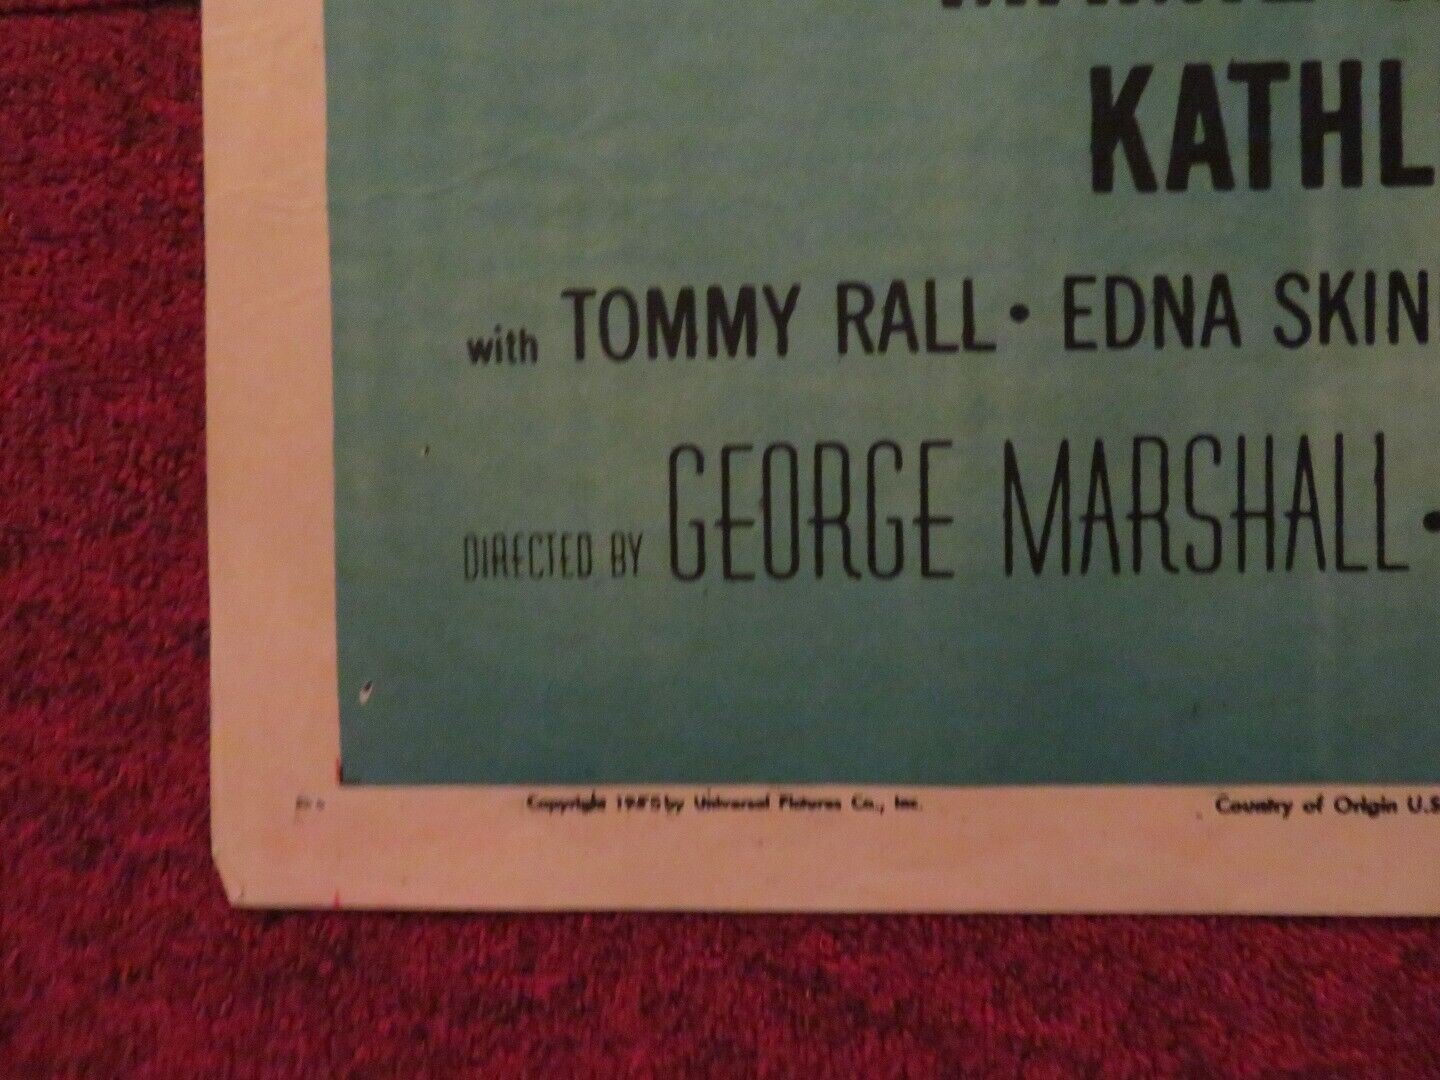 KATHL
with TOMMY RALL • EDNA SKIN
DIRECTED BY GEORGE MARSHALL •
Copyright 1955 by Universal Pictures Co., Inc.
Country of Origin U.S